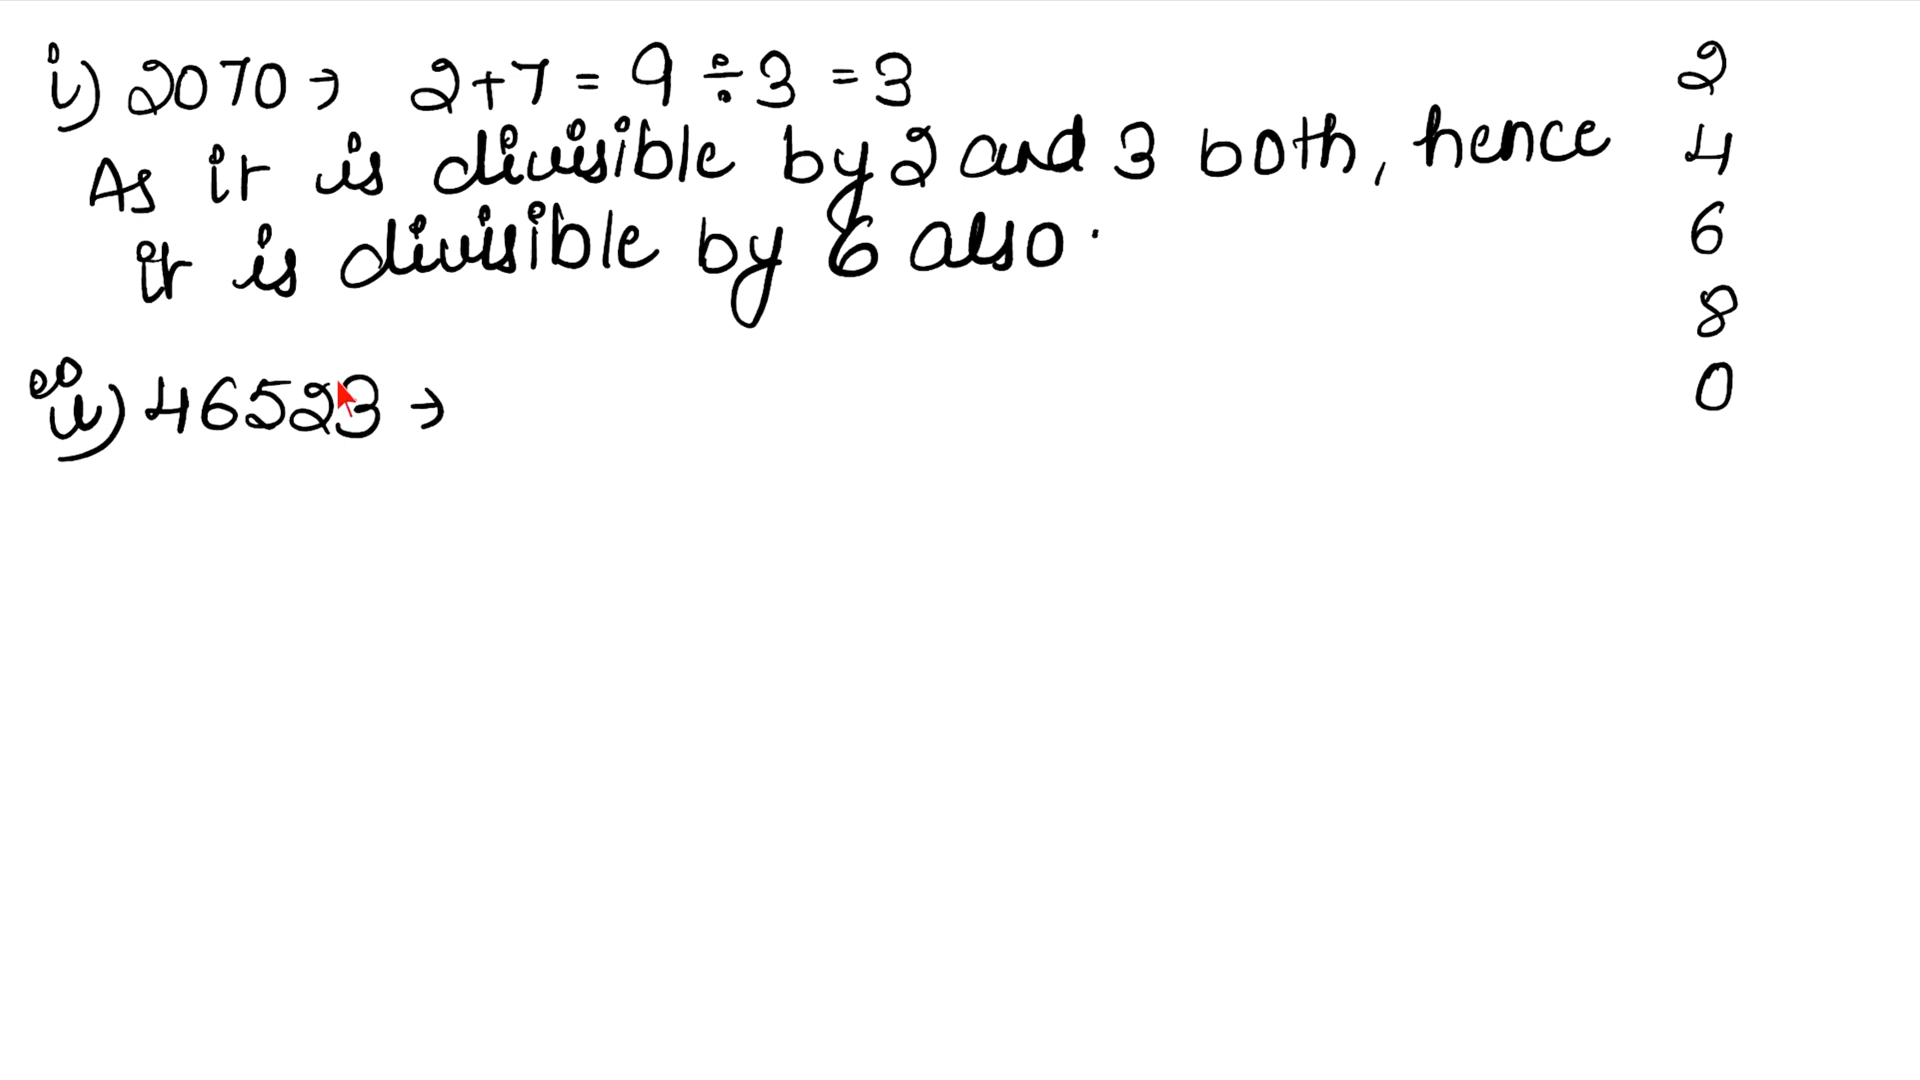 i) 2070 → 2+7 = 9 ÷ 3 = 3
As it is divisible by 2 and 3 both, hence
it is divisible by 6 also.
ii) 46523 →
2
4
6
8
0